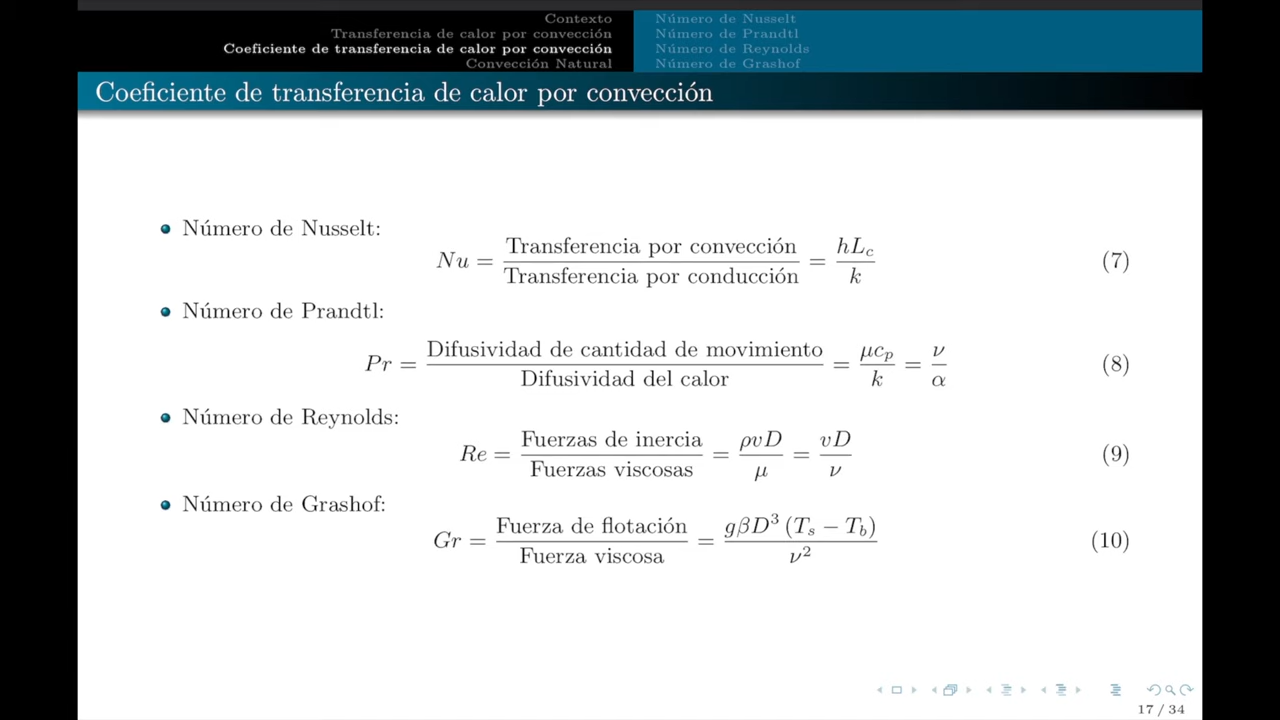 Contexto
Transferencia de calor por convección
Coeficiente de transferencia de calor por convección
Convección Natural
Número de Nusselt
Número de Prandtl
Número de Reynolds
Número de Grashof
Coeficiente de transferencia de calor por convección
Número de Nusselt:
Nu = Transferencia por convección / Transferencia por conducción = hL_c / k (7)
Número de Prandtl:
Pr = Difusividad de cantidad de movimiento / Difusividad del calor = μc_p / k = ν / α (8)
Número de Reynolds:
Re = Fuerzas de inercia / Fuerzas viscosas = ρvD / μ = vD / ν (9)
Número de Grashof:
Gr = Fuerza de flotación / Fuerza viscosa = gβD³ (T_s − T_b) / ν² (10)
17 / 34